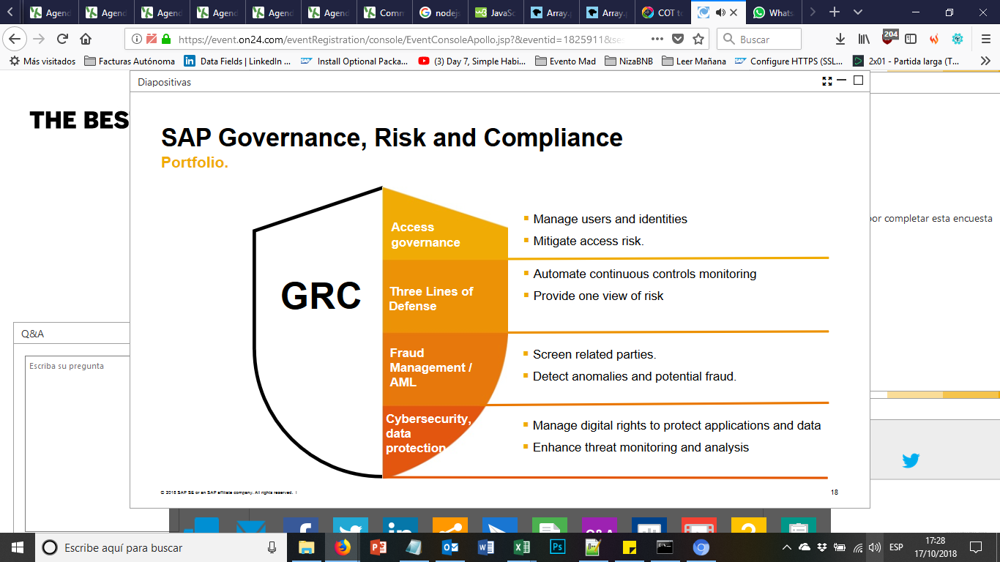 Agend
Agend
Agend
Agend
Agend
Agend
Comm
nodejs
JavaSc
Array.p
Array.p
COT to
Whats
https://event.on24.com/eventRegistration/console/EventConsoleApollo.jsp?&eventid=1825911&se
Buscar
204
Más visitados
Facturas Autónoma
Data Fields | LinkedIn ...
Install Optional Packa...
(3) Day 7, Simple Habi...
Evento Mad
NizaBNB
Leer Mañana
Configure HTTPS (SSL...
2x01 - Partida larga (T...
Diapositivas
THE BES
SAP Governance, Risk and Compliance
Portfolio.
GRC
Access
governance
Manage users and identities
Mitigate access risk.
Three Lines of
Defense
Automate continuous controls monitoring
Provide one view of risk
Fraud
Management /
AML
Screen related parties.
Detect anomalies and potential fraud.
Cybersecurity,
data
protection
Manage digital rights to protect applications and data
Enhance threat monitoring and analysis
© 2018 SAP SE or an SAP affiliate company. All rights reserved. |
18
por completar esta encuesta
Q&A
Escriba su pregunta
Q&A
Escribe aquí para buscar
ESP
17:28
17/10/2018